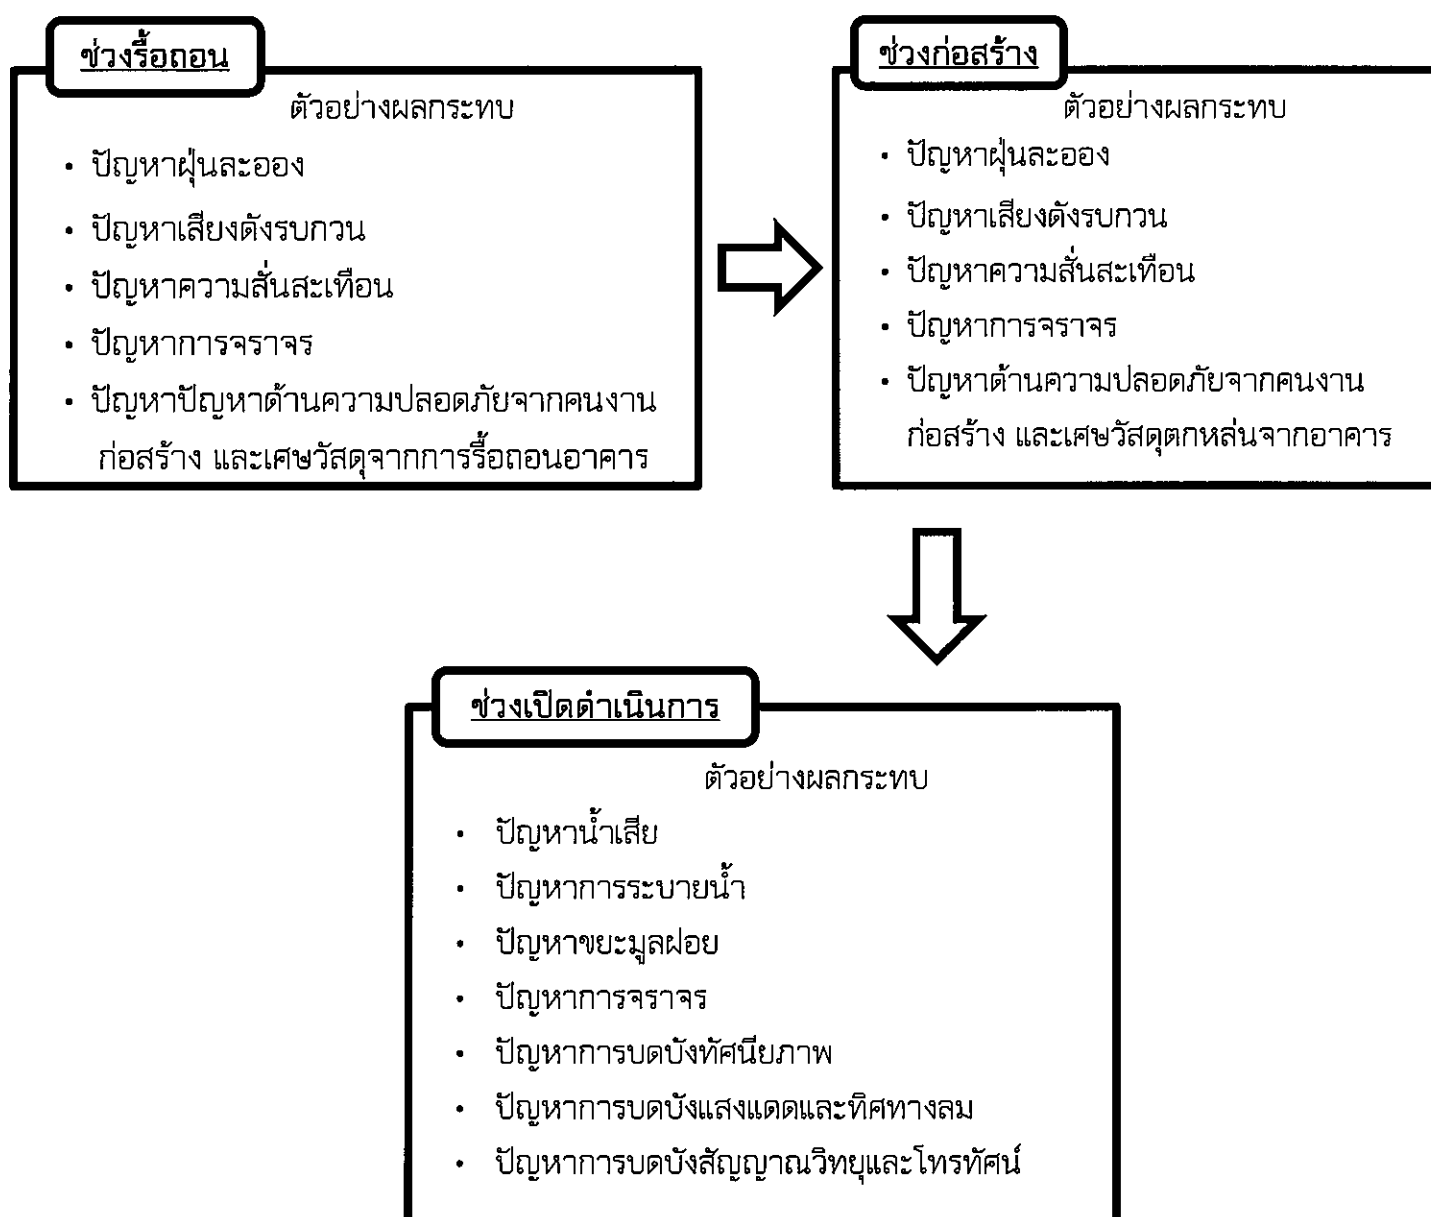 ช่วงรื้อถอน
ตัวอย่างผลกระทบ
• ปัญหาฝุ่นละออง
• ปัญหาเสียงดังรบกวน
• ปัญหาความสั่นสะเทือน
• ปัญหาการจราจร
• ปัญหาปัญหาด้านความปลอดภัยจากคนงาน
ก่อสร้าง และเศษวัสดุจากการรื้อถอนอาคาร
ช่วงก่อสร้าง
ตัวอย่างผลกระทบ
• ปัญหาฝุ่นละออง
• ปัญหาเสียงดังรบกวน
• ปัญหาความสั่นสะเทือน
• ปัญหาการจราจร
• ปัญหาด้านความปลอดภัยจากคนงาน
ก่อสร้าง และเศษวัสดุตกหล่นจากอาคาร
ช่วงเปิดดำเนินการ
ตัวอย่างผลกระทบ
• ปัญหาน้ำเสีย
• ปัญหาการระบายน้ำ
• ปัญหาขยะมูลฝอย
• ปัญหาการจราจร
• ปัญหาการบดบังทัศนียภาพ
• ปัญหาการบดบังแสงแดดและทิศทางลม
• ปัญหาการบดบังสัญญาณวิทยุและโทรทัศน์